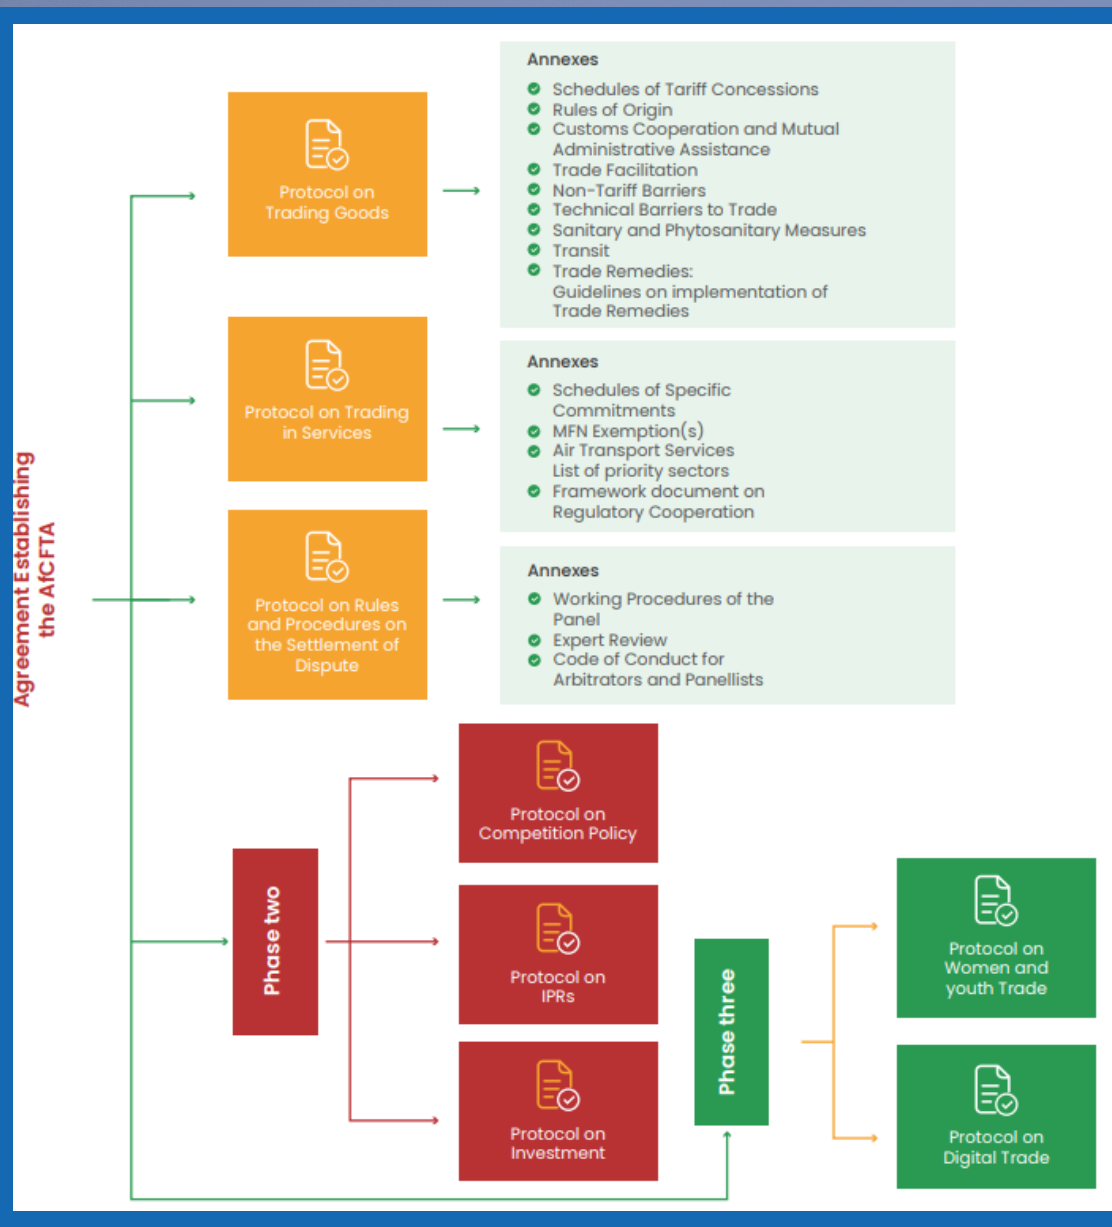 Agreement Establishing
the AfCFTA
Protocol on
Trading Goods
Annexes
Schedules of Tariff Concessions
Rules of Origin
Customs Cooperation and Mutual
Administrative Assistance
Trade Facilitation
Non-Tariff Barriers
Technical Barriers to Trade
Sanitary and Phytosanitary Measures
Transit
Trade Remedies:
Guidelines on implementation of
Trade Remedies
Protocol on Trading
in Services
Annexes
Schedules of Specific
Commitments
MFN Exemption(s)
Air Transport Services
List of priority sectors
Framework document on
Regulatory Cooperation
Protocol on Rules
and Procedures on
the Settlement of
Dispute
Annexes
Working Procedures of the
Panel
Expert Review
Code of Conduct for
Arbitrators and Panellists
Phase two
Protocol on
Competition Policy
Protocol on
IPRs
Protocol on
Investment
Phase three
Protocol on
Women and
youth Trade
Protocol on
Digital Trade